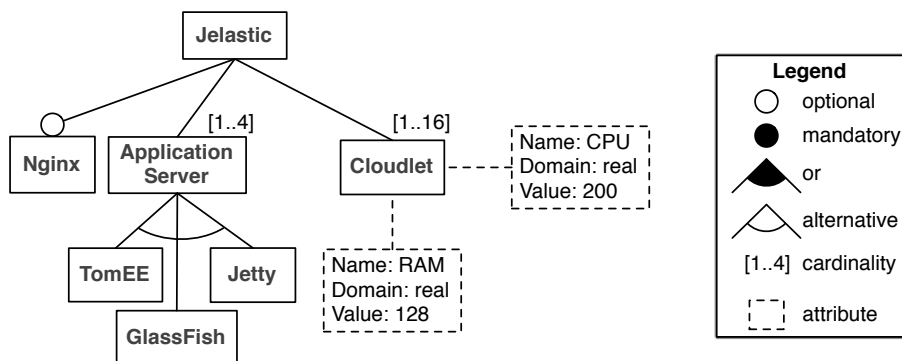 Jelastic
[1..4]
[1..16]
Nginx
Application
Server
Cloudlet
Name: CPU
Domain: real
Value: 200
TomEE
Jetty
GlassFish
Name: RAM
Domain: real
Value: 128
Legend
optional
mandatory
or
alternative
[1..4] cardinality
attribute